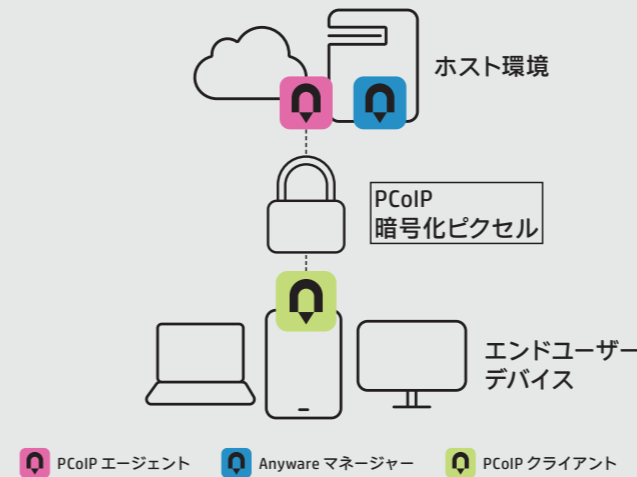 ホスト環境
PCoIP
暗号化ピクセル
エンドユーザー
デバイス
PCoIP エージェント
Anyware マネージャー
PCoIP クライアント